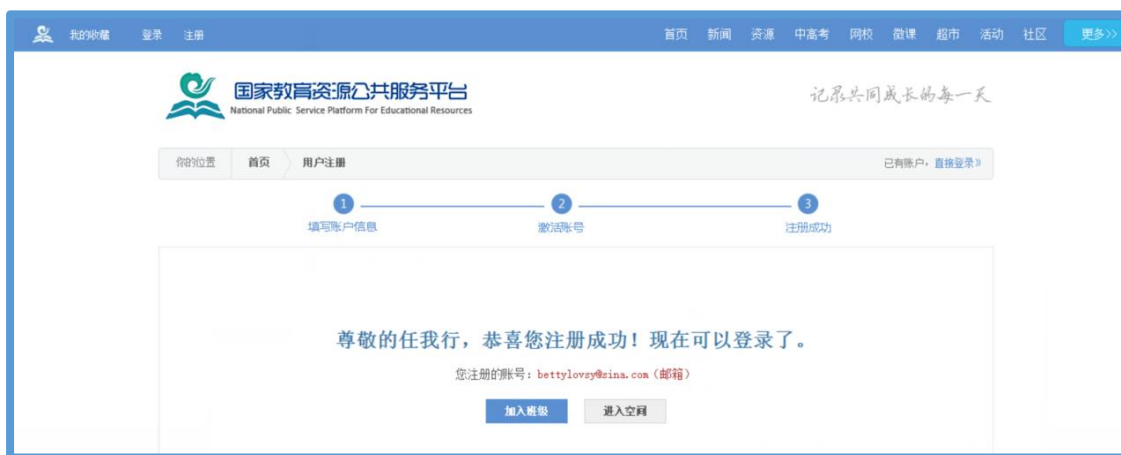 我的收藏 登录 注册 首页 新闻 资源 中高考 网校 微课 超市 活动 社区 更多>>
国家教育资源公共服务平台
National Public Service Platform For Educational Resources
记录共同成长的每一天
你的位置 首页 用户注册 已有账户，直接登录》
1 2 3
填写账户信息 激活账号 注册成功
尊敬的任我行，恭喜您注册成功！现在可以登录了。
您注册的账号：bettylovsy@sina.com（邮箱）
加入班级 进入空间